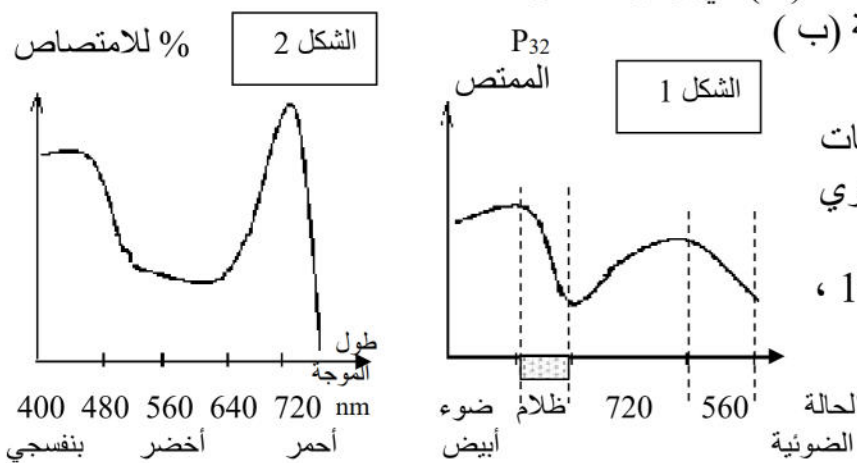 (ب )
الشكل 1
P32
الممتص
الشكل 2
% للامتصاص
ات
ري
1 ،
طول
الموجة
400 480 560 640 720 nm
بنفسجي أخضر أحمر
ضوء أبيض
ظلام
720
560
الحالة
الضوئية